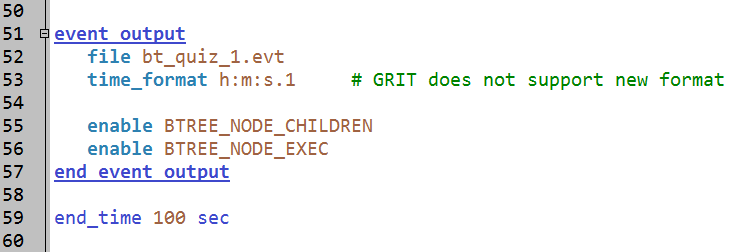 50
51 event_output
52 file bt_quiz_1.evt
53 time_format h:m:s.1 # GRIT does not support new format
54
55 enable BTREE_NODE_CHILDREN
56 enable BTREE_NODE_EXEC
57 end_event_output
58
59 end_time 100 sec
60